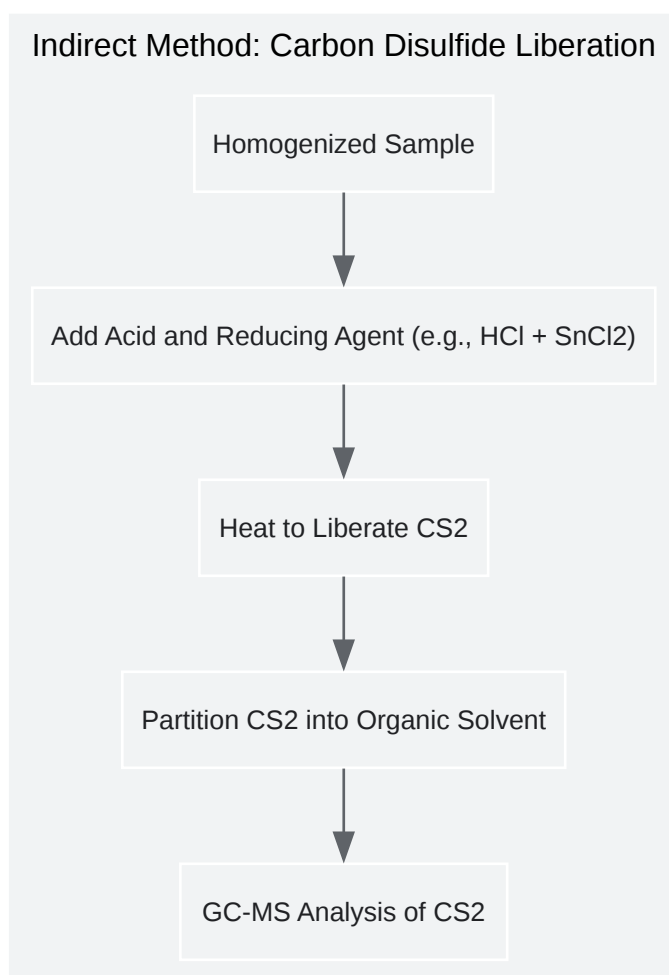 Indirect Method: Carbon Disulfide Liberation
Homogenized Sample
Add Acid and Reducing Agent (e.g., HCl + SnCl2)
Heat to Liberate CS2
Partition CS2 into Organic Solvent
GC-MS Analysis of CS2